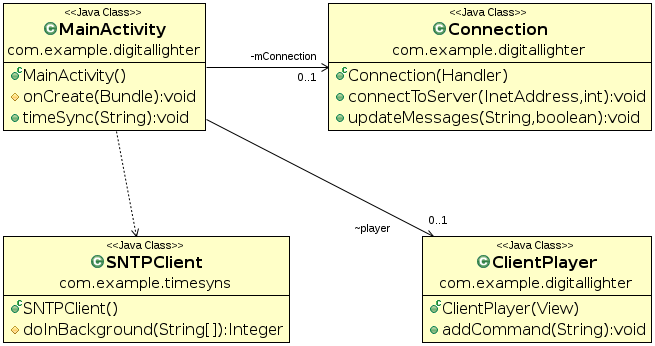 <<Java Class>>
MainActivity
com.example.digitallighter
MainActivity()
onCreate(Bundle):void
timeSync(String):void
-mConnection
0..1
<<Java Class>>
Connection
com.example.digitallighter
Connection(Handler)
connectToServer(InetAddress,int):void
updateMessages(String,boolean):void
~player
0..1
<<Java Class>>
SNTPClient
com.example.timesyns
SNTPClient()
doInBackground(String[]):Integer
<<Java Class>>
ClientPlayer
com.example.digitallighter
ClientPlayer(View)
addCommand(String):void